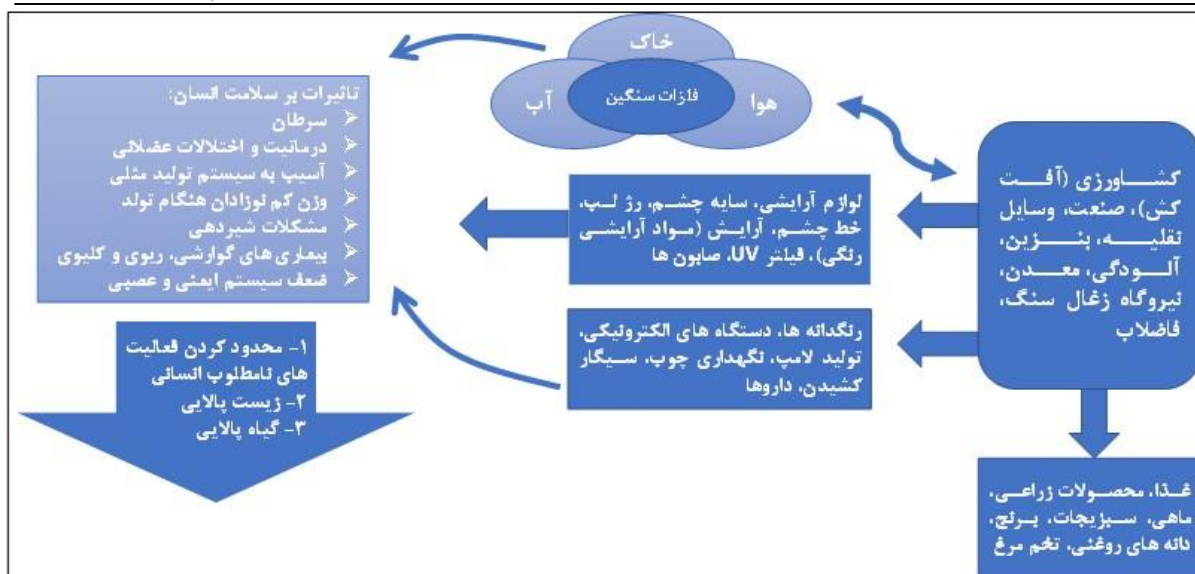 خاک
هوا
آب
فلزات سنگین
کشاورزی (آفت
کش)، صنعت، وسایل
نقلیه، بنزین،
آلودگی، معدن،
نیروگاه زغال سنگ،
فاضلاب
لوازم آرایشی، سایه چشم، رژ لب،
خط چشم، آرایش (مواد آرایشی
رنگی)، فیلتر UV، صابون ها
رنگدانه ها، دستگاه های الکترونیکی،
تولید لامپ، نگهداری چوب، سیگار
کشیدن، داروها
غذا، محصولات زراعی،
ماهی، سبزیجات، برنج،
دانه های روغنی، تخم مرغ
تاثیرات بر سلامت انسان:
سرطان
درماتیت و اختلالات عضلانی
آسیب به سیستم تولید مثلی
وزن کم نوزادان هنگام تولد
مشکلات شیردهی
بیماری های گوارشی، ریوی و کلیوی
ضعف سیستم ایمنی و عصبی
۱- محدود کردن فعالیت
های نامطلوب انسانی
۲- زیست پالایی
۳- گیاه پالایی